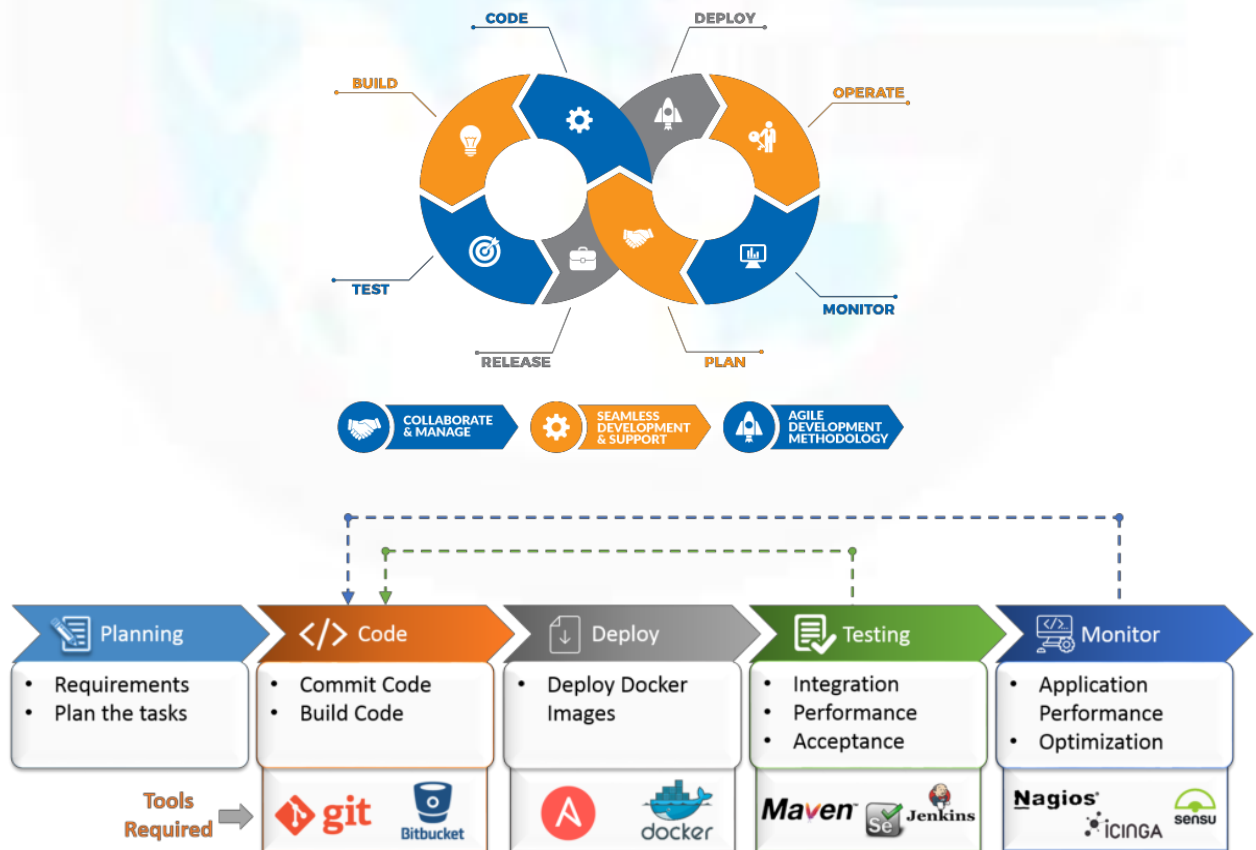 CODE
DEPLOY
BUILD
OPERATE
TEST
MONITOR
RELEASE
PLAN
COLLABORATE
& MANAGE
SEAMLESS
DEVELOPMENT
& SUPPORT
AGILE
DEVELOPMENT
METHODOLOGY
Planning
</> Code
Deploy
Testing
</>
Monitor
• Requirements
• Plan the tasks
• Commit Code
• Build Code
• Deploy Docker
Images
• Integration
• Performance
• Acceptance
• Application
Performance
• Optimization
Tools
Required
git
Bitbucket
A
docker
Maven™
Se
Jenkins
Nagios®
iCINGA
sensu